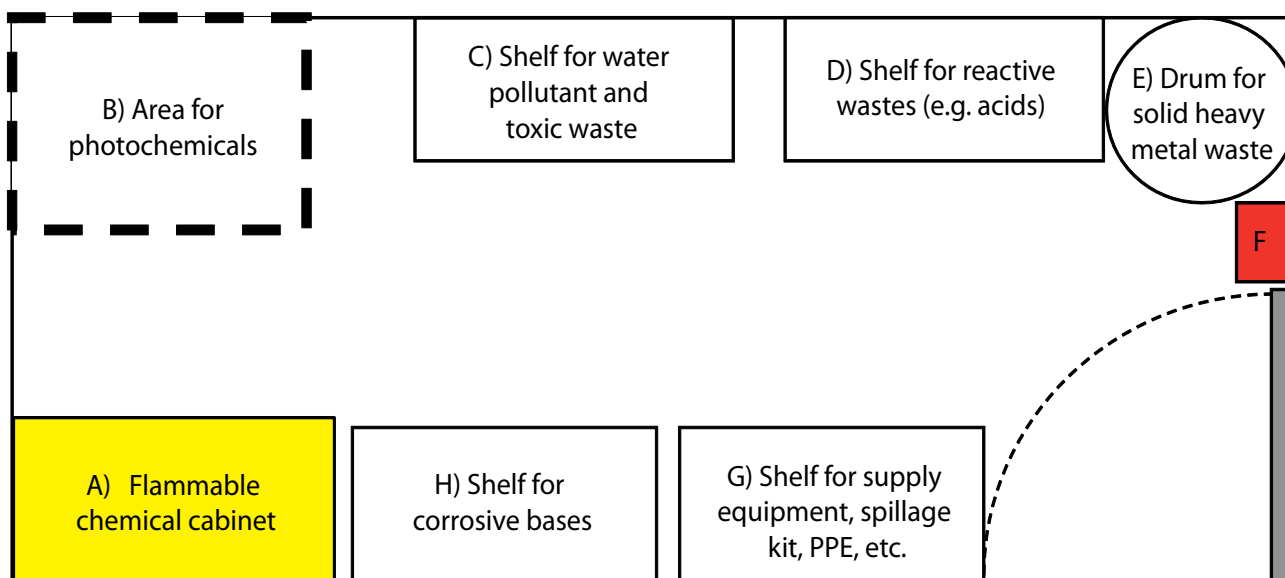 B) Area for
photochemicals
C) Shelf for water
pollutant and
toxic waste
D) Shelf for reactive
wastes (e.g. acids)
E) Drum for
solid heavy
metal waste
F
A) Flammable
chemical cabinet
H) Shelf for
corrosive bases
G) Shelf for supply
equipment, spillage
kit, PPE, etc.